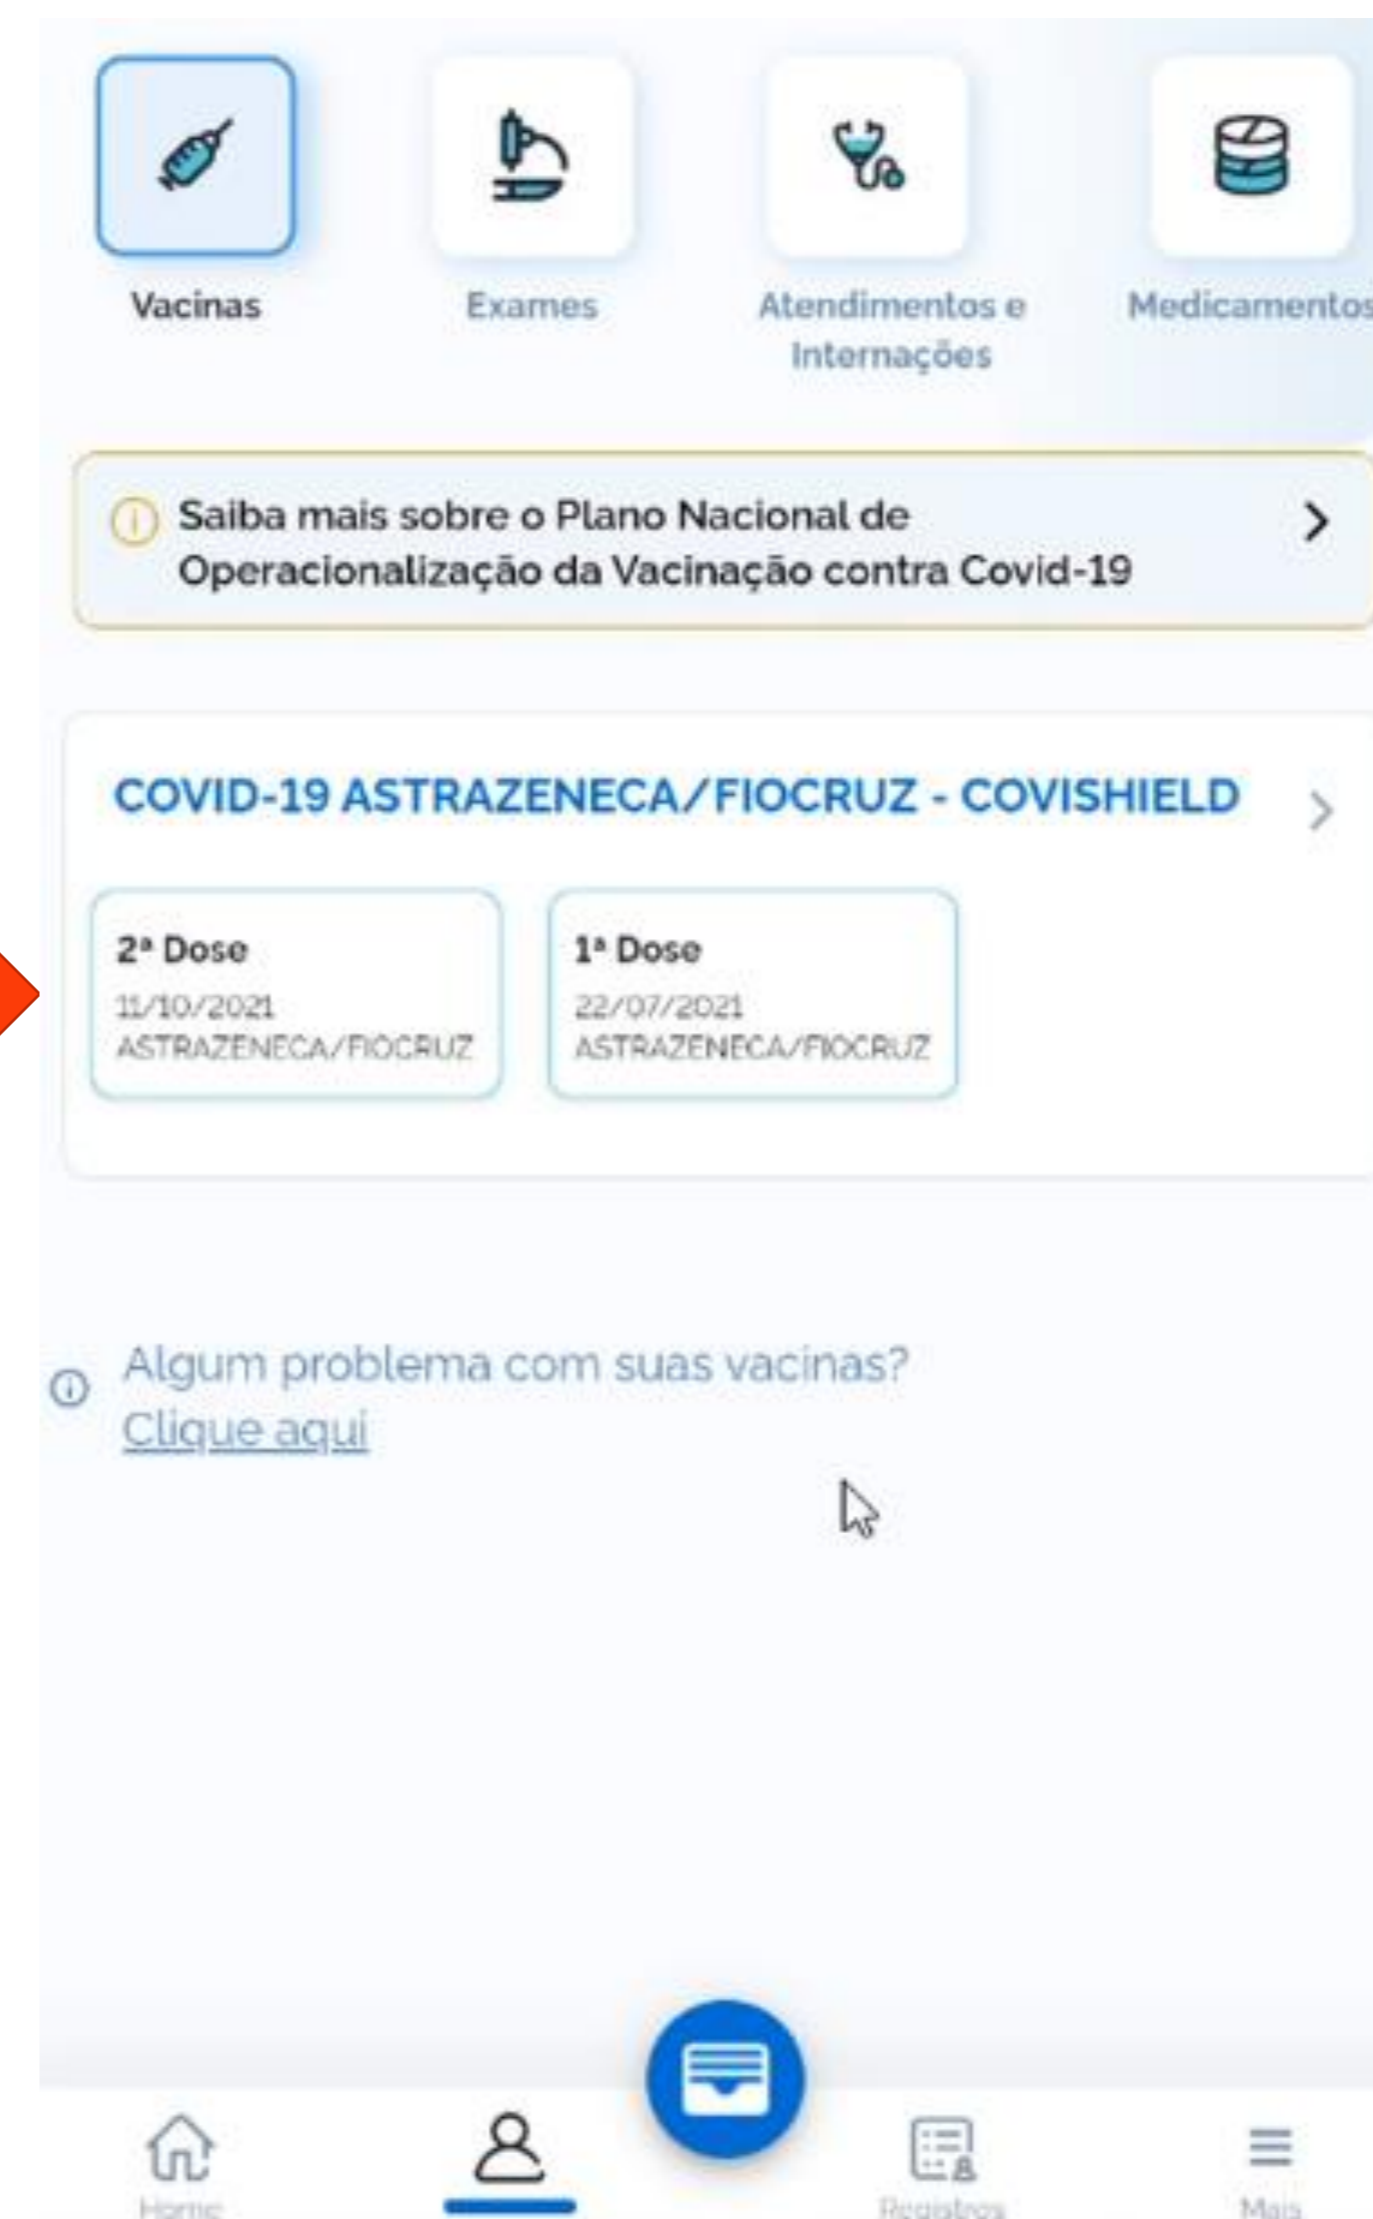 Vacinas
Exames
Atendimentos e
Internações
Medicamentos
Saiba mais sobre o Plano Nacional de
Operacionalização da Vacinação contra Covid-19
COVID-19 ASTRAZENECA/FIOCRUZ - COVISHIELD
2ª Dose
11/10/2021
ASTRAZENECA/FIOCRUZ
1ª Dose
22/07/2021
ASTRAZENECA/FIOCRUZ
Algum problema com suas vacinas?
Clique aqui
Home
Registros
Mais